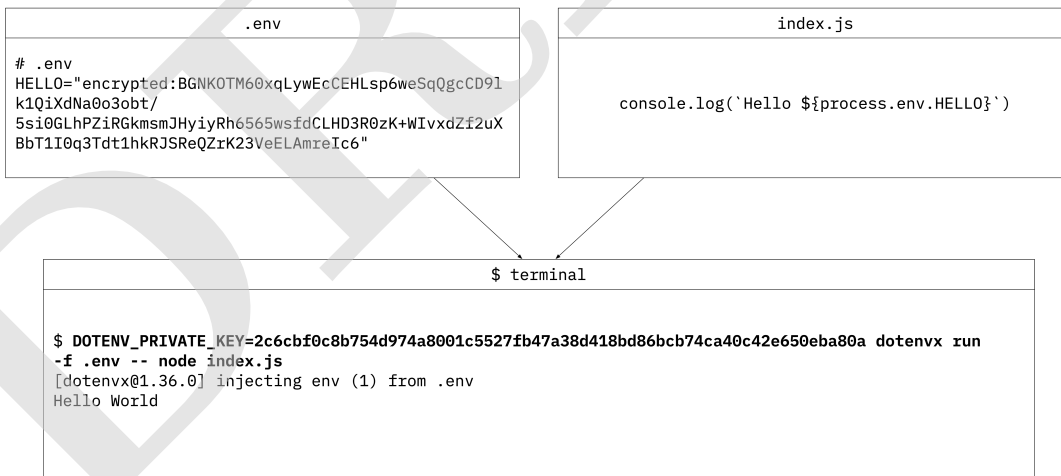 .env
# .env
HELLO="encrypted:BGNKOTM60xqLywEcCEHLsp6weSqQgcCD9l
k1QiXdNa0o3obt/
5si0GLhPZiRGkmsmJHyiyRh6565wsfdCLHD3R0zK+WIvxdZf2uX
BbT1I0q3Tdt1hkRJSReQZrK23VeELAmreIc6"
index.js
console.log(`Hello ${process.env.HELLO}`)
$ terminal
$ DOTENV_PRIVATE_KEY=2c6cbf0c8b754d974a8001c5527fb47a38d418bd86bcb74ca40c42e650eba80a dotenvx run
-f .env -- node index.js
[dotenvx@1.36.0] injecting env (1) from .env
Hello World